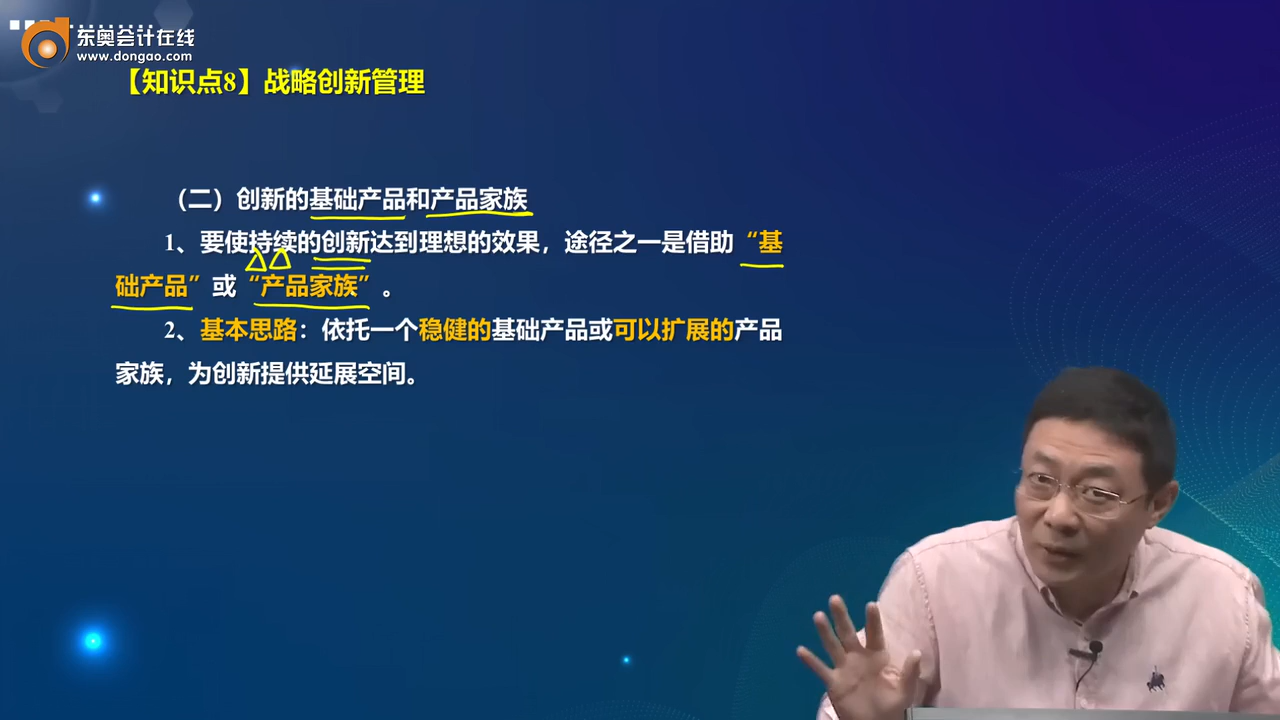 东奥会计在线
www.dongao.com
【知识点8】战略创新管理
（二）创新的基础产品和产品家族
1、要使持续的创新达到理想的效果，途径之一是借助“基
础产品”或“产品家族”。
2、基本思路：依托一个稳健的基础产品或可以扩展的产品
家族，为创新提供延展空间。